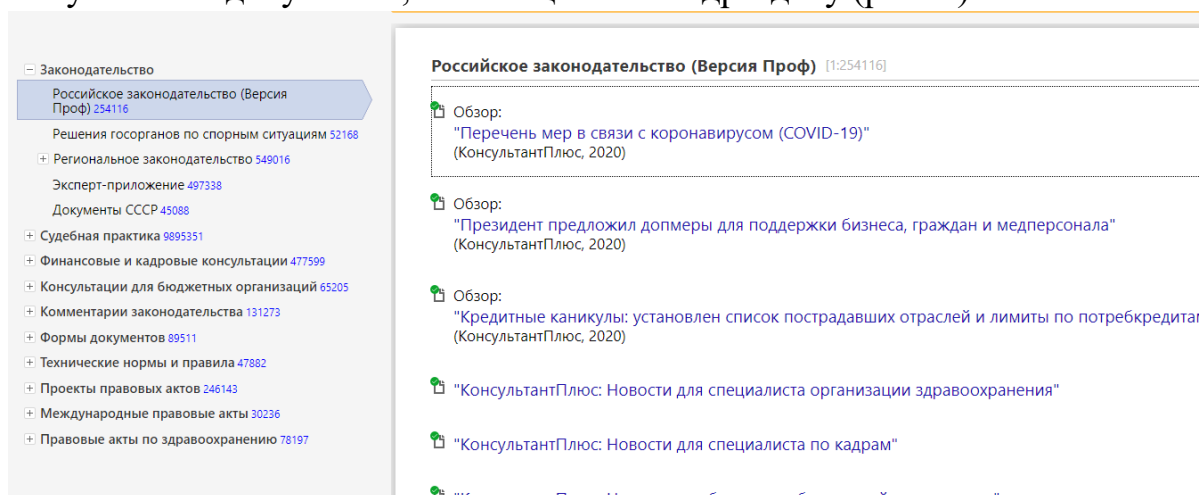 Законодательство
Российское законодательство (Версия
Проф) 254116
Решения госорганов по спорным ситуациям 52168
Региональное законодательство 549016
Эксперт-приложение 497338
Документы СССР 45088
Судебная практика 9895351
Финансовые и кадровые консультации 477599
Консультации для бюджетных организаций 65205
Комментарии законодательства 131273
Формы документов 89511
Технические нормы и правила 47882
Проекты правовых актов 246143
Международные правовые акты 30236
Правовые акты по здравоохранению 78197
Российское законодательство (Версия Проф) [1:254116]
Обзор:
"Перечень мер в связи с коронавирусом (COVID-19)"
(КонсультантПлюс, 2020)
Обзор:
"Президент предложил допмеры для поддержки бизнеса, граждан и медперсонала"
(КонсультантПлюс, 2020)
Обзор:
"Кредитные каникулы: установлен список пострадавших отраслей и лимиты по потребкредитам
(КонсультантПлюс, 2020)
"КонсультантПлюс: Новости для специалиста организации здравоохранения"
"КонсультантПлюс: Новости для специалиста по кадрам"